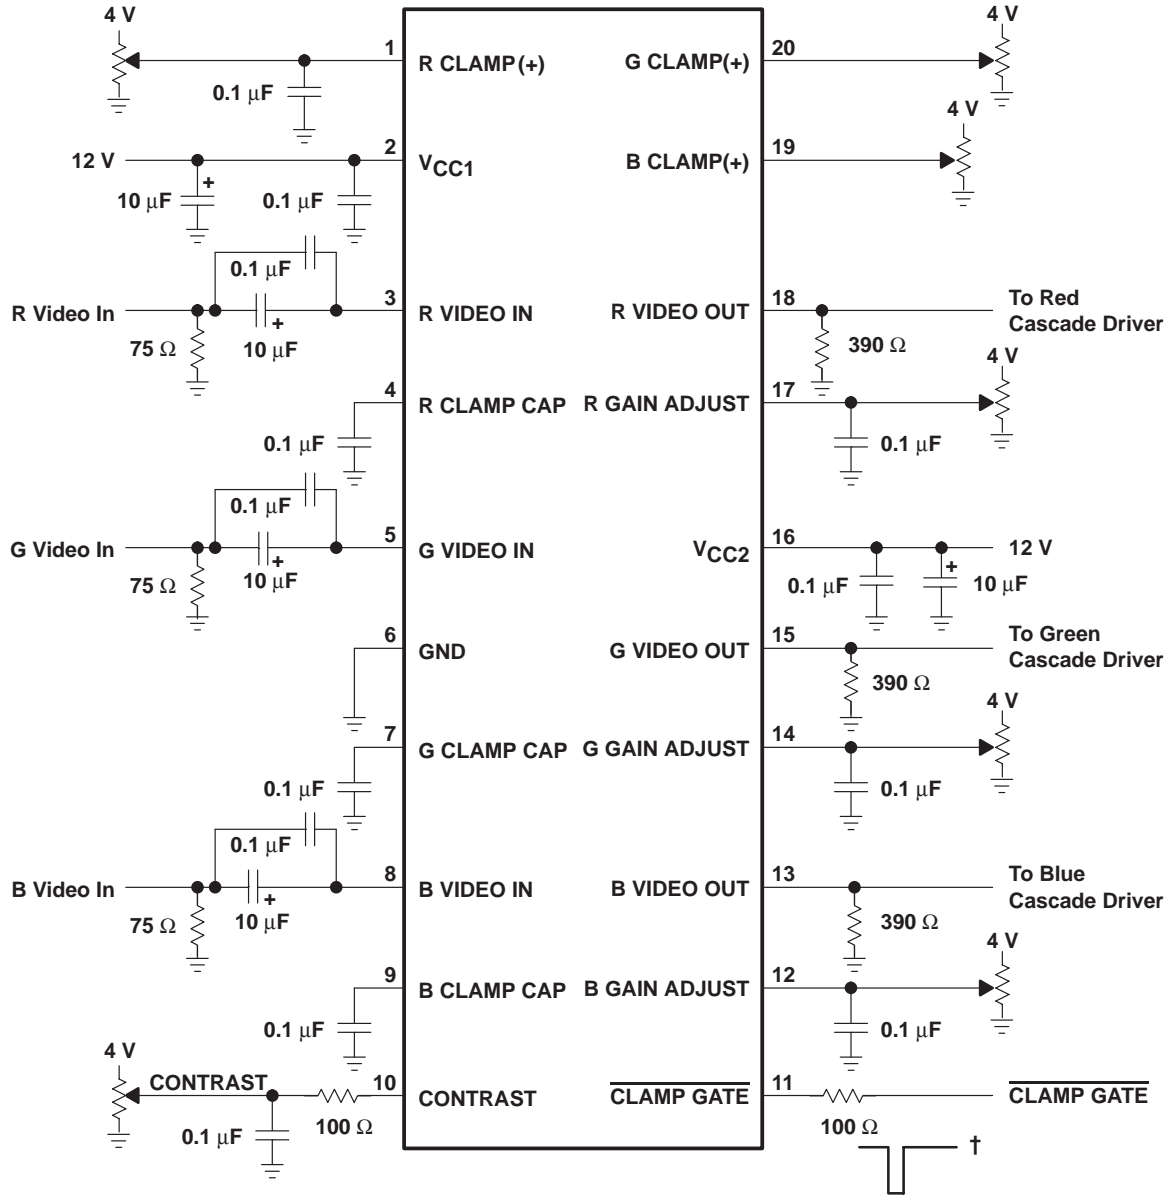 4 V
1
R CLAMP(+)
0.1 µF
12 V
2
VCC1
+
10 µF
0.1 µF
0.1 µF
R Video In
3
R VIDEO IN
+
75 Ω
10 µF
4
R CLAMP CAP
0.1 µF
0.1 µF
G Video In
5
G VIDEO IN
+
75 Ω
10 µF
6
GND
7
G CLAMP CAP
0.1 µF
0.1 µF
B Video In
8
B VIDEO IN
+
75 Ω
10 µF
9
B CLAMP CAP
0.1 µF
4 V
CONTRAST
10
CONTRAST
0.1 µF
100 Ω
4 V
20
G CLAMP(+)
4 V
19
B CLAMP(+)
18
R VIDEO OUT
To Red
Cascade Driver
390 Ω
4 V
17
R GAIN ADJUST
0.1 µF
16
VCC2
12 V
+
0.1 µF
10 µF
15
G VIDEO OUT
To Green
Cascade Driver
390 Ω
4 V
14
G GAIN ADJUST
0.1 µF
13
B VIDEO OUT
To Blue
Cascade Driver
390 Ω
4 V
12
B GAIN ADJUST
0.1 µF
11
CLAMP GATE
CLAMP GATE
100 Ω
†